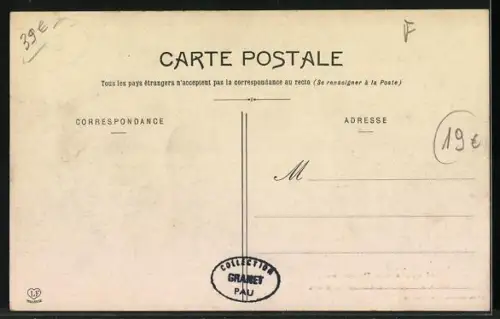 39€
F
CARTE POSTALE
Tous les pays étrangers n'acceptent pas la correspondance au recto (Se renseigner à la Poste)
CORRESPONDANCE
ADRESSE
19€
M
COLLECTION
GRANET
PAU